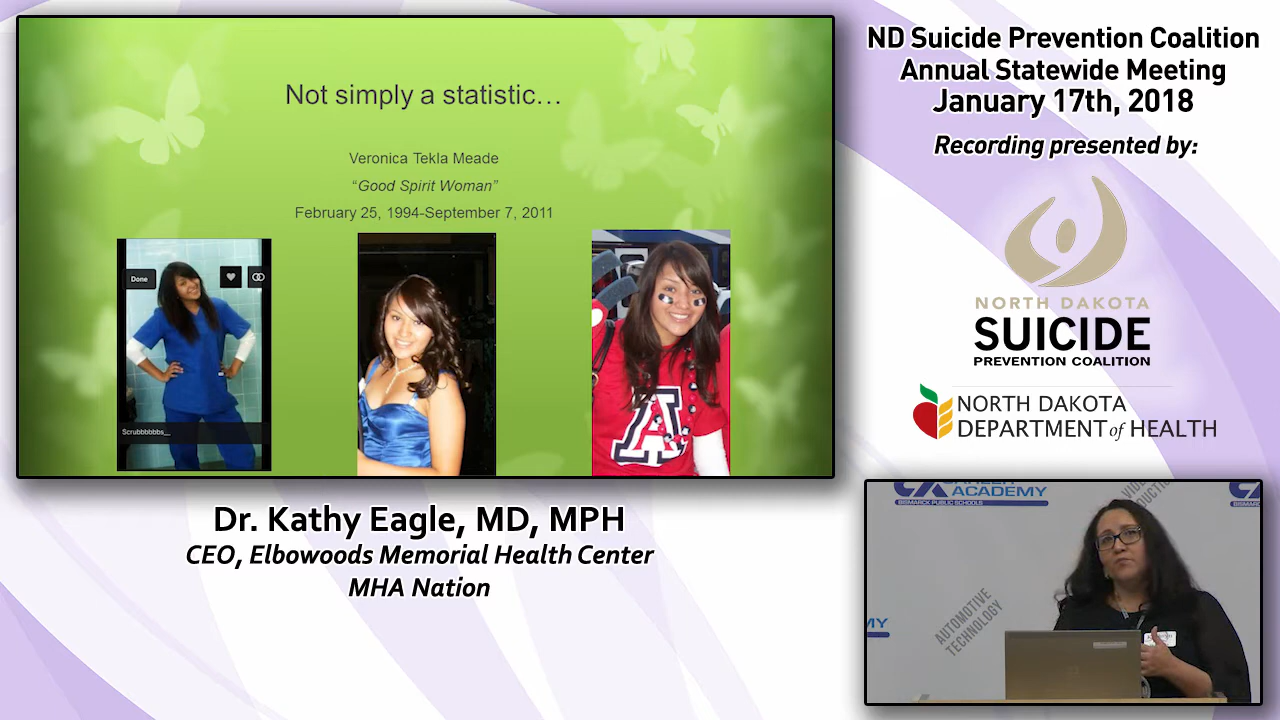 Not simply a statistic…
Veronica Tekla Meade
“Good Spirit Woman”
February 25, 1994-September 7, 2011
Done
Scrubbbbbbs_
A
Dr. Kathy Eagle, MD, MPH
CEO, Elbowoods Memorial Health Center
MHA Nation
ND Suicide Prevention Coalition
Annual Statewide Meeting
January 17th, 2018
Recording presented by:
NORTH DAKOTA
SUICIDE
PREVENTION COALITION
NORTH DAKOTA
DEPARTMENT of HEALTH
ACADEMY
BISMARCK PUBLIC SCHOOLS
AUTOMOTIVE
TECHNOLOGY